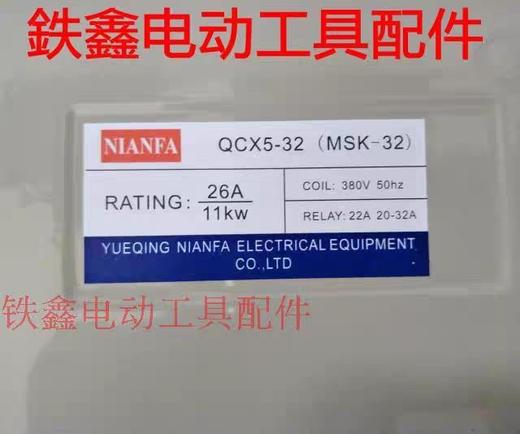 鉄鑫电动工具配件
NIANFA
QCX5-32 (MSK-32)
RATING: 26A
11kw
COIL: 380V 50hz
RELAY: 22A 20-32A
YUEQING NIANFA ELECTRICAL EQUIPMENT
CO.,LTD
铁鑫电动工具配件